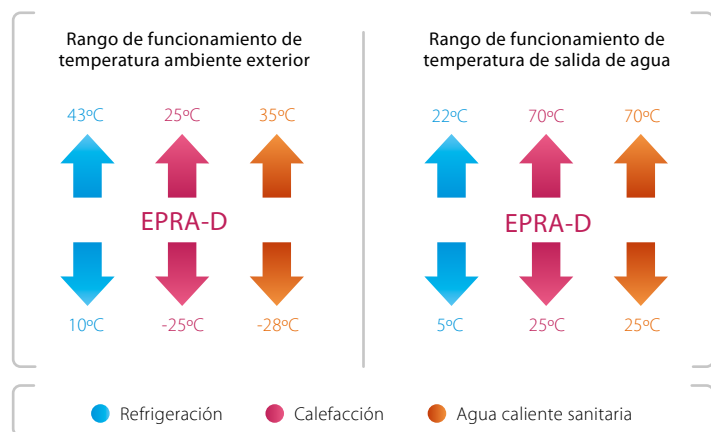 Rango de funcionamiento de
temperatura ambiente exterior
43ºC 25ºC 35ºC
EPRA-D
10ºC -25ºC -28ºC
Rango de funcionamiento de
temperatura de salida de agua
22ºC 70ºC 70ºC
EPRA-D
5ºC 25ºC 25ºC
Refrigeración Calefacción Agua caliente sanitaria